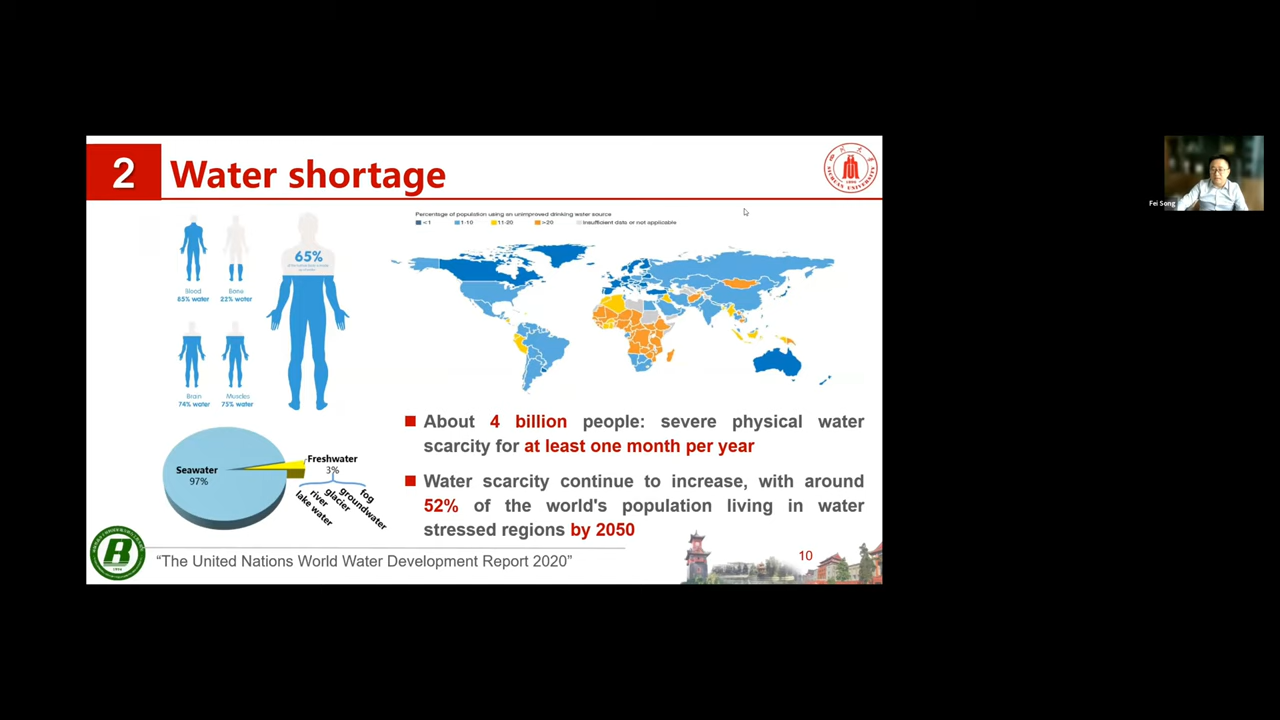 2
Water shortage
65%
Blood
Bone
22% water
Brain
Muscles
74% water
75% water
Percentage of population using an unimproved drinking water source
<1
1-10
11-20
>20
Insufficient data or not applicable
Fei Song
About 4 billion people: severe physical water
scarcity for at least one month per year
Water scarcity continue to increase, with around
52% of the world's population living in water
stressed regions by 2050
Seawater
97%
Freshwater
3%
lake water
river
glacier
groundwater
fog
"The United Nations World Water Development Report 2020"
10